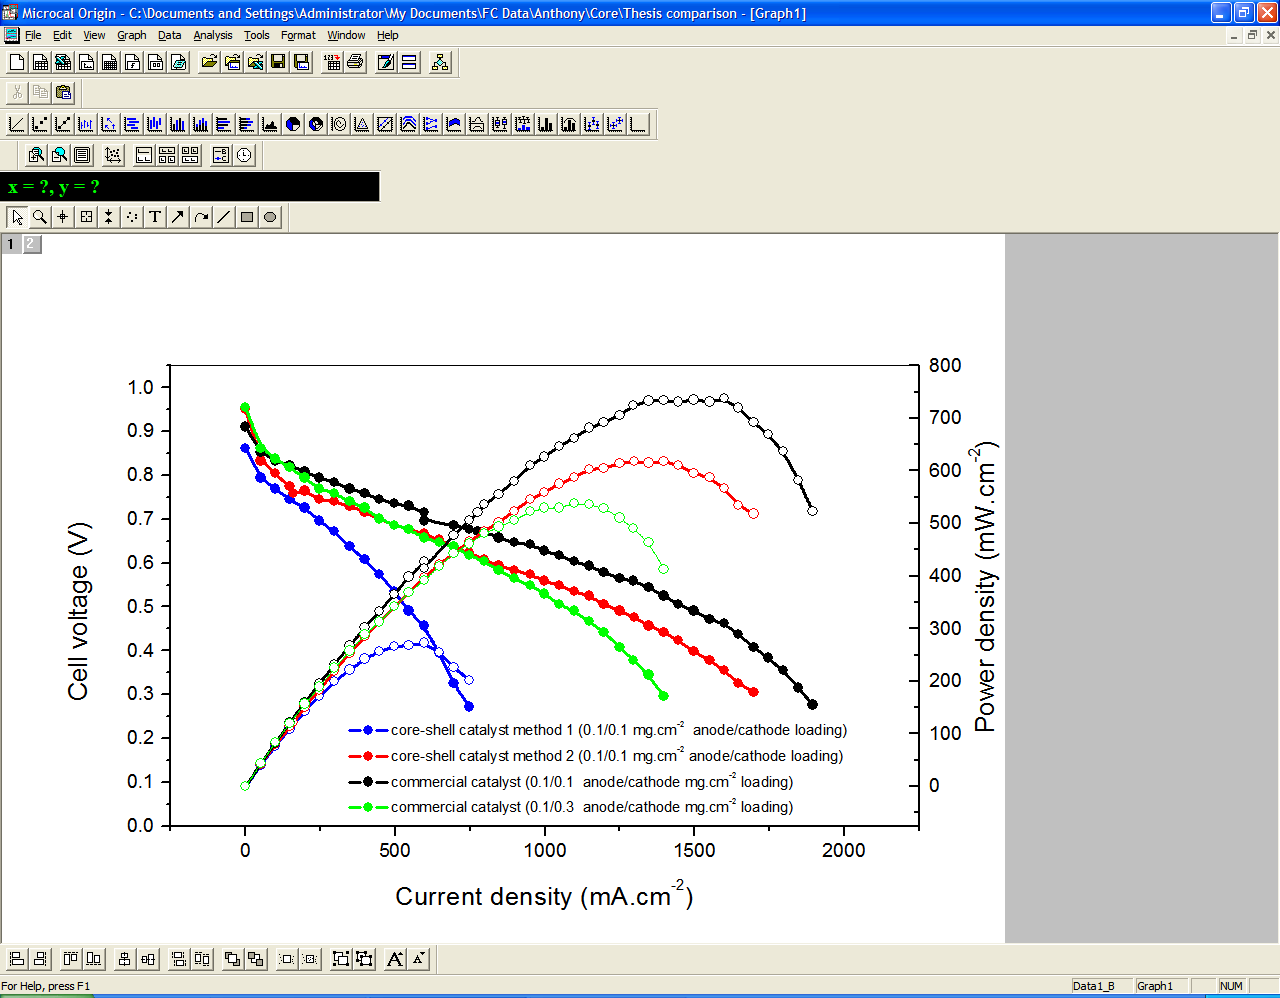 Microcal Origin - C:\Documents and Settings\Administrator\My Documents\FC Data\Anthony\Core\Thesis comparison - [Graph1]
File Edit View Graph Data Analysis Tools Format Window Help
x = ?, y = ?
T
1 2
1.0
0.9
0.8
0.7
0.6
0.5
0.4
0.3
0.2
0.1
0.0
Cell voltage (V)
800
700
600
500
400
300
200
100
0
Power density (mW.cm-2)
core-shell catalyst method 1 (0.1/0.1 mg.cm-2 anode/cathode loading)
core-shell catalyst method 2 (0.1/0.1 mg.cm-2 anode/cathode loading)
commercial catalyst (0.1/0.1 anode/cathode mg.cm-2 loading)
commercial catalyst (0.1/0.3 anode/cathode mg.cm-2 loading)
0 500 1000 1500 2000
Current density (mA.cm-2)
A A
For Help, press F1 Data1_B Graph1 NUM